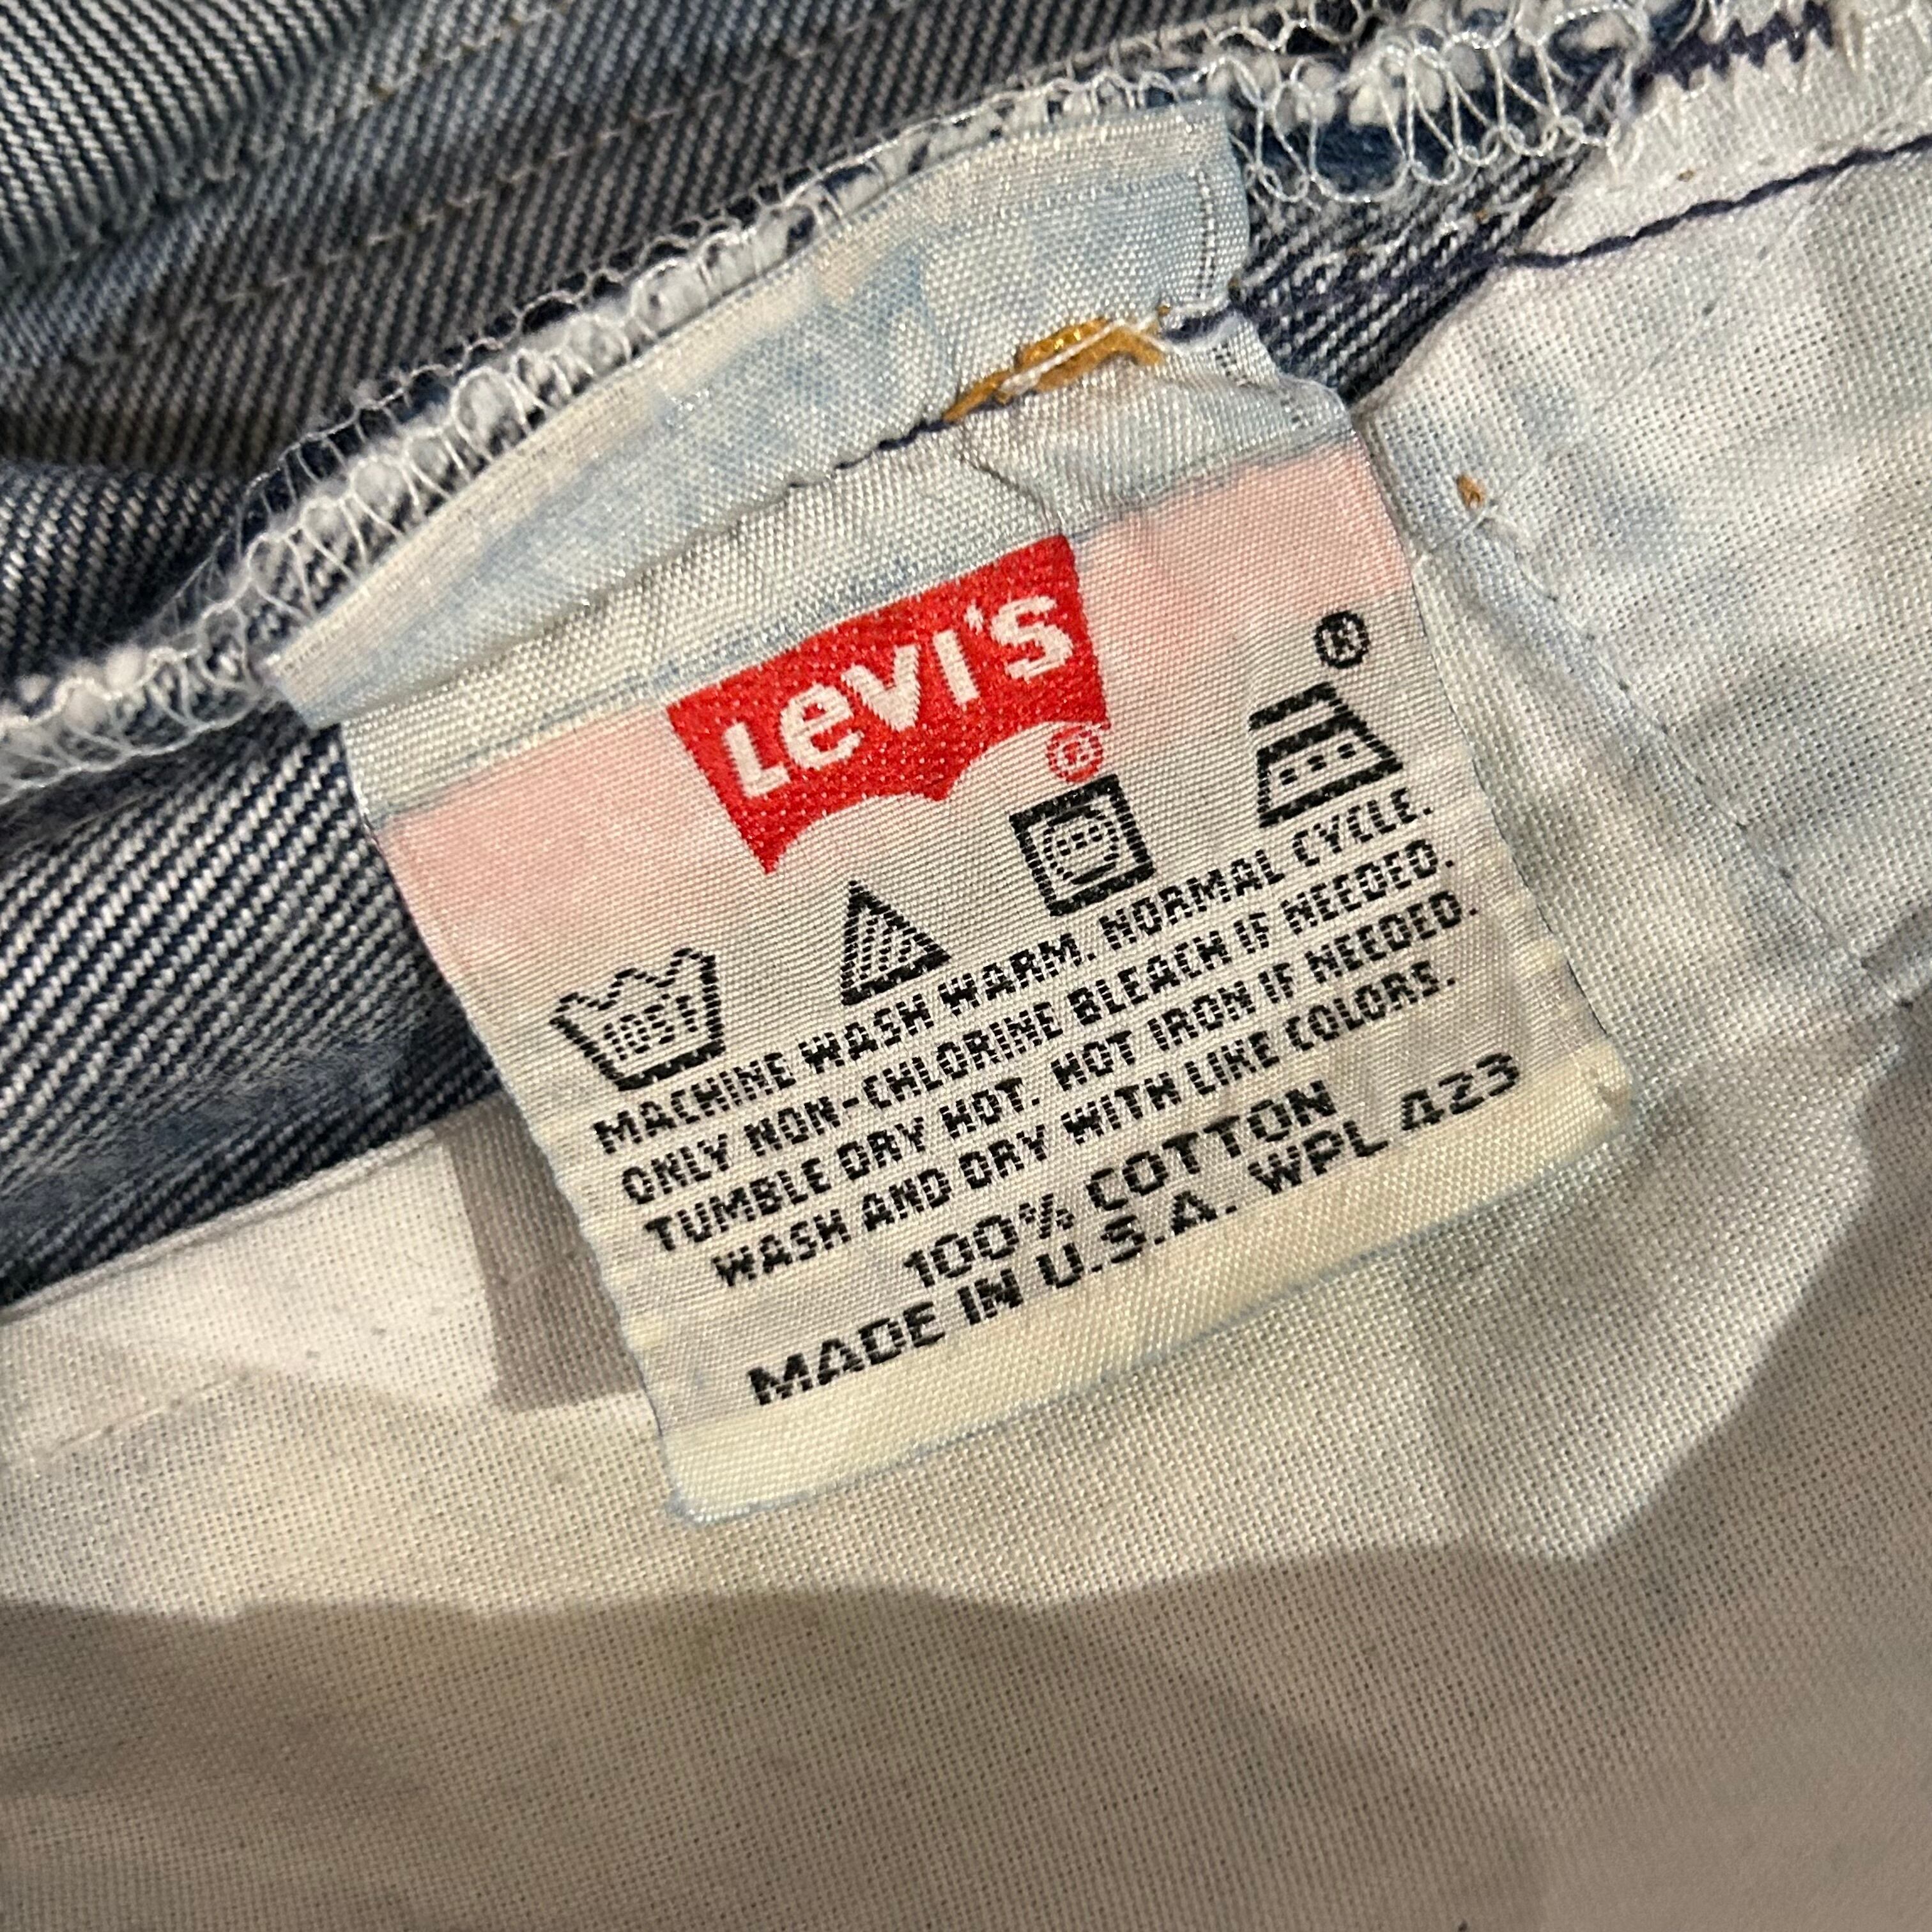 Levi's®
®
105F
MACHINE WASH WARM. NORMAL CYCLE.
ONLY NON-CHLORINE BLEACH IF NEEDED.
TUMBLE DRY HOT. HOT IRON IF NEEDED.
WASH AND DRY WITH LIKE COLORS.
100% COTTON
MADE IN U.S.A. WPL 423